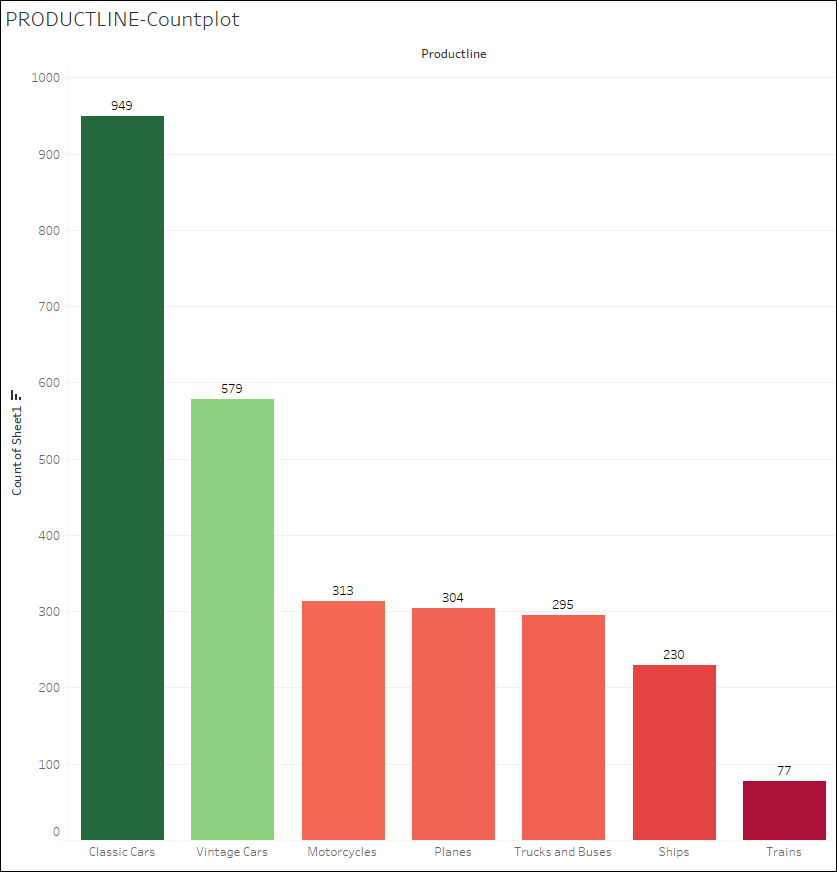 PRODUCTLINE-Countplot
Productline
Count of Sheet1
1000
900
800
700
600
500
400
300
200
100
0
949
579
313
304
295
230
77
Classic Cars
Vintage Cars
Motorcycles
Planes
Trucks and Buses
Ships
Trains